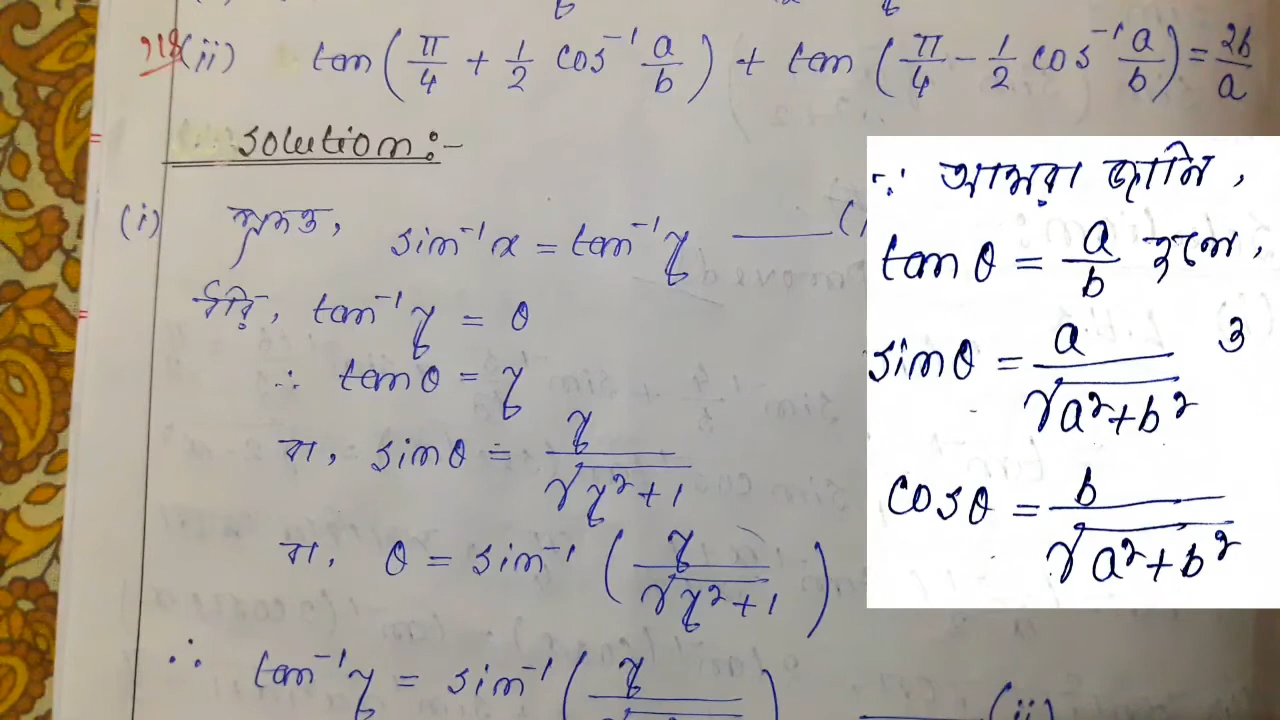 ১১৪(ii) tan(π/4 + 1/2 cos⁻¹ a/b) + tan(π/4 − 1/2 cos⁻¹ a/b) = 2b/a
Solution:-
(i) প্রদত্ত, sin⁻¹x = tan⁻¹y —— (i
ধরি, tan⁻¹y = θ
∴ tanθ = y
বা, sinθ = y/√(y²+1)
বা, θ = sin⁻¹(y/√(y²+1))
∴ tan⁻¹y = sin⁻¹(y/ —— (ii)
∵ আমরা জানি,
tanθ = a/b হলে,
sinθ = a/√(a²+b²) ও
cosθ = b/√(a²+b²)